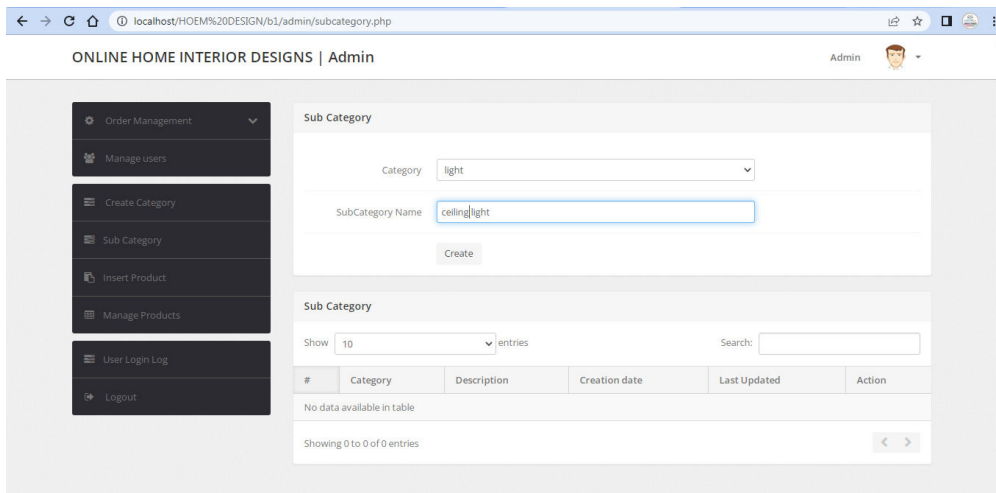 localhost/HOEM%20DESIGN/b1/admin/subcategory.php
ONLINE HOME INTERIOR DESIGNS | Admin
Admin
Order Management
Manage users
Create Category
Sub Category
Insert Product
Manage Products
User Login Log
Logout
Sub Category
Category light
SubCategory Name ceiling light
Create
Sub Category
Show 10 entries Search:
# Category Description Creation date Last Updated Action
No data available in table
Showing 0 to 0 of 0 entries